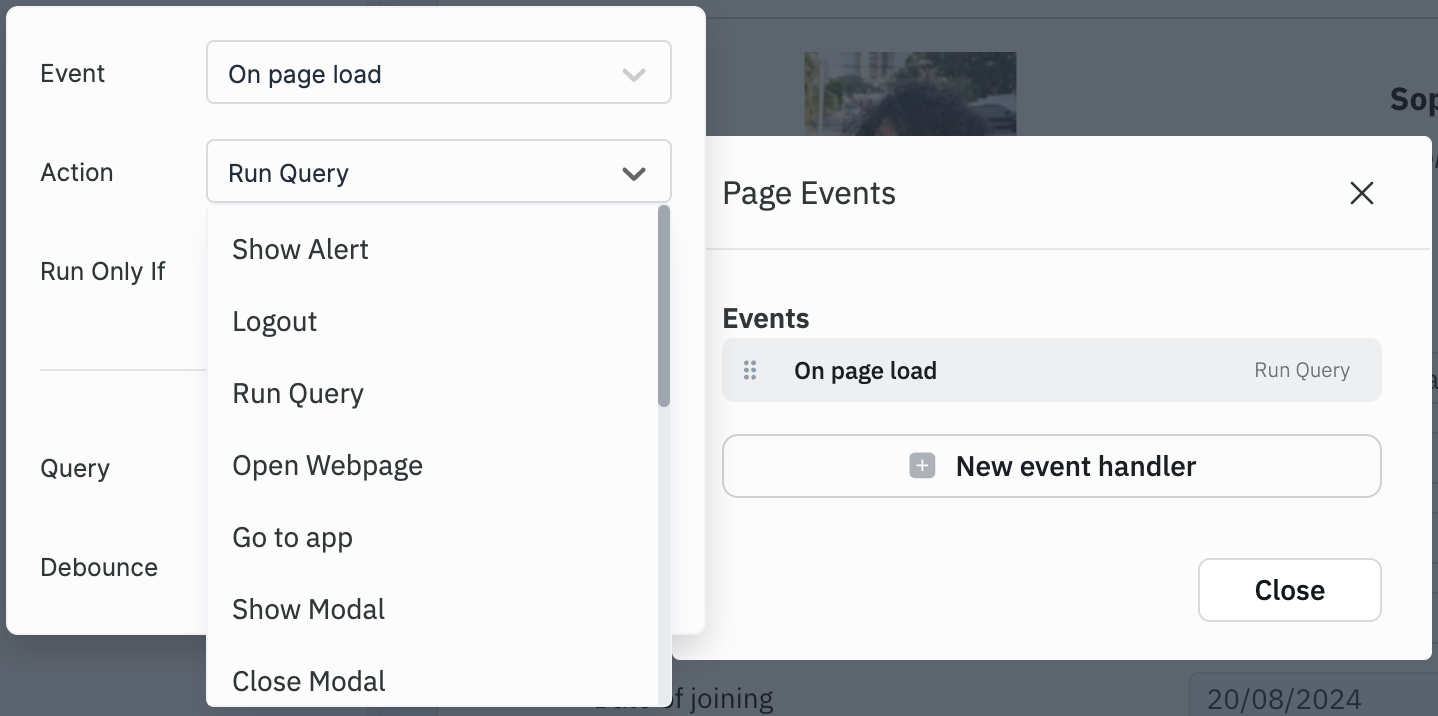 Event
On page load
Action
Run Query
Run Only If
Query
Debounce
Show Alert
Logout
Run Query
Open Webpage
Go to app
Show Modal
Close Modal
Page Events
Events
On page load
Run Query
New event handler
Close
of joining
20/08/2024